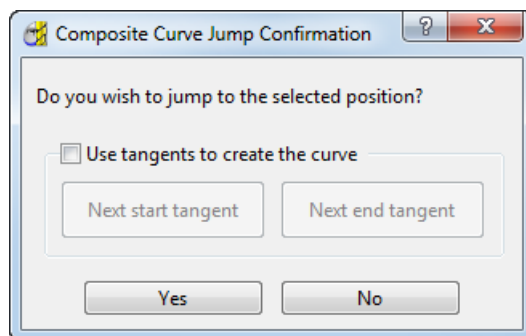 Composite Curve Jump Confirmation
?
Do you wish to jump to the selected position?
Use tangents to create the curve
Next start tangent Next end tangent
Yes No